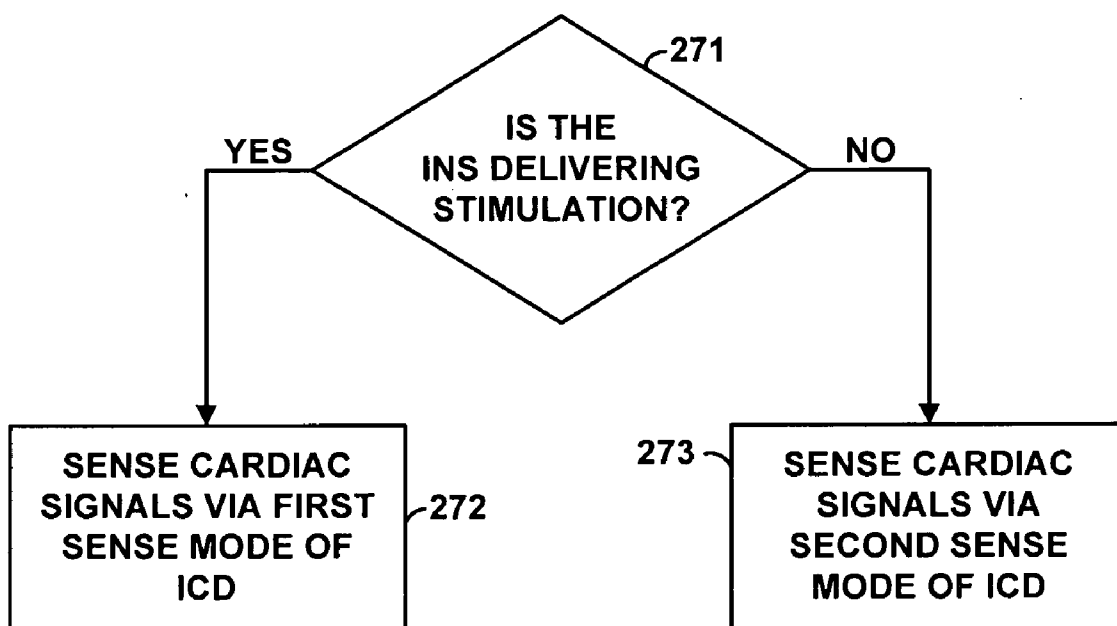 271
IS THE
INS DELIVERING
STIMULATION?
YES
NO
SENSE CARDIAC
SIGNALS VIA FIRST
SENSE MODE OF
ICD
272
273
SENSE CARDIAC
SIGNALS VIA
SECOND SENSE
MODE OF ICD